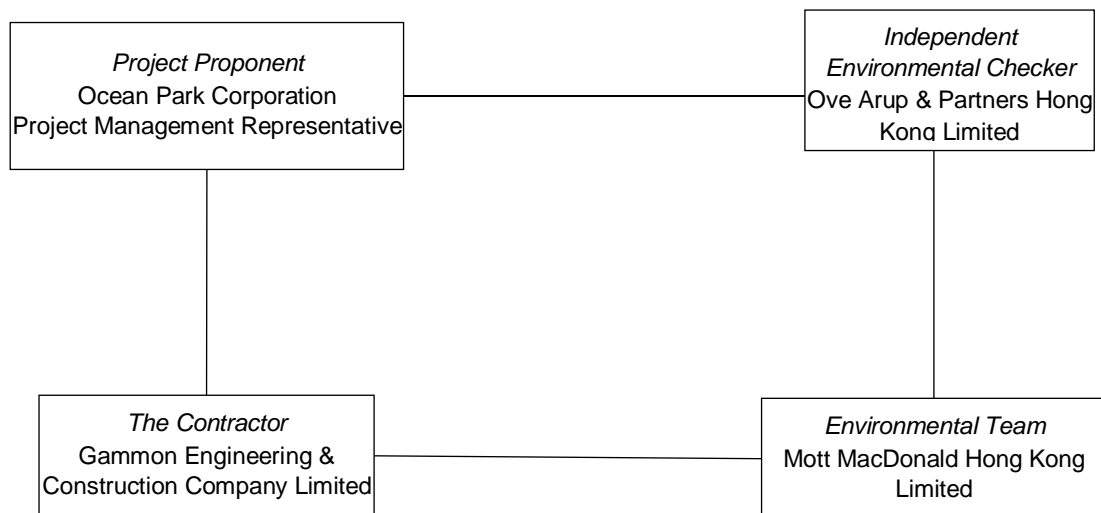 Project Proponent
Ocean Park Corporation
Project Management Representative
Independent
Environmental Checker
Ove Arup & Partners Hong
Kong Limited
The Contractor
Gammon Engineering &
Construction Company Limited
Environmental Team
Mott MacDonald Hong Kong
Limited